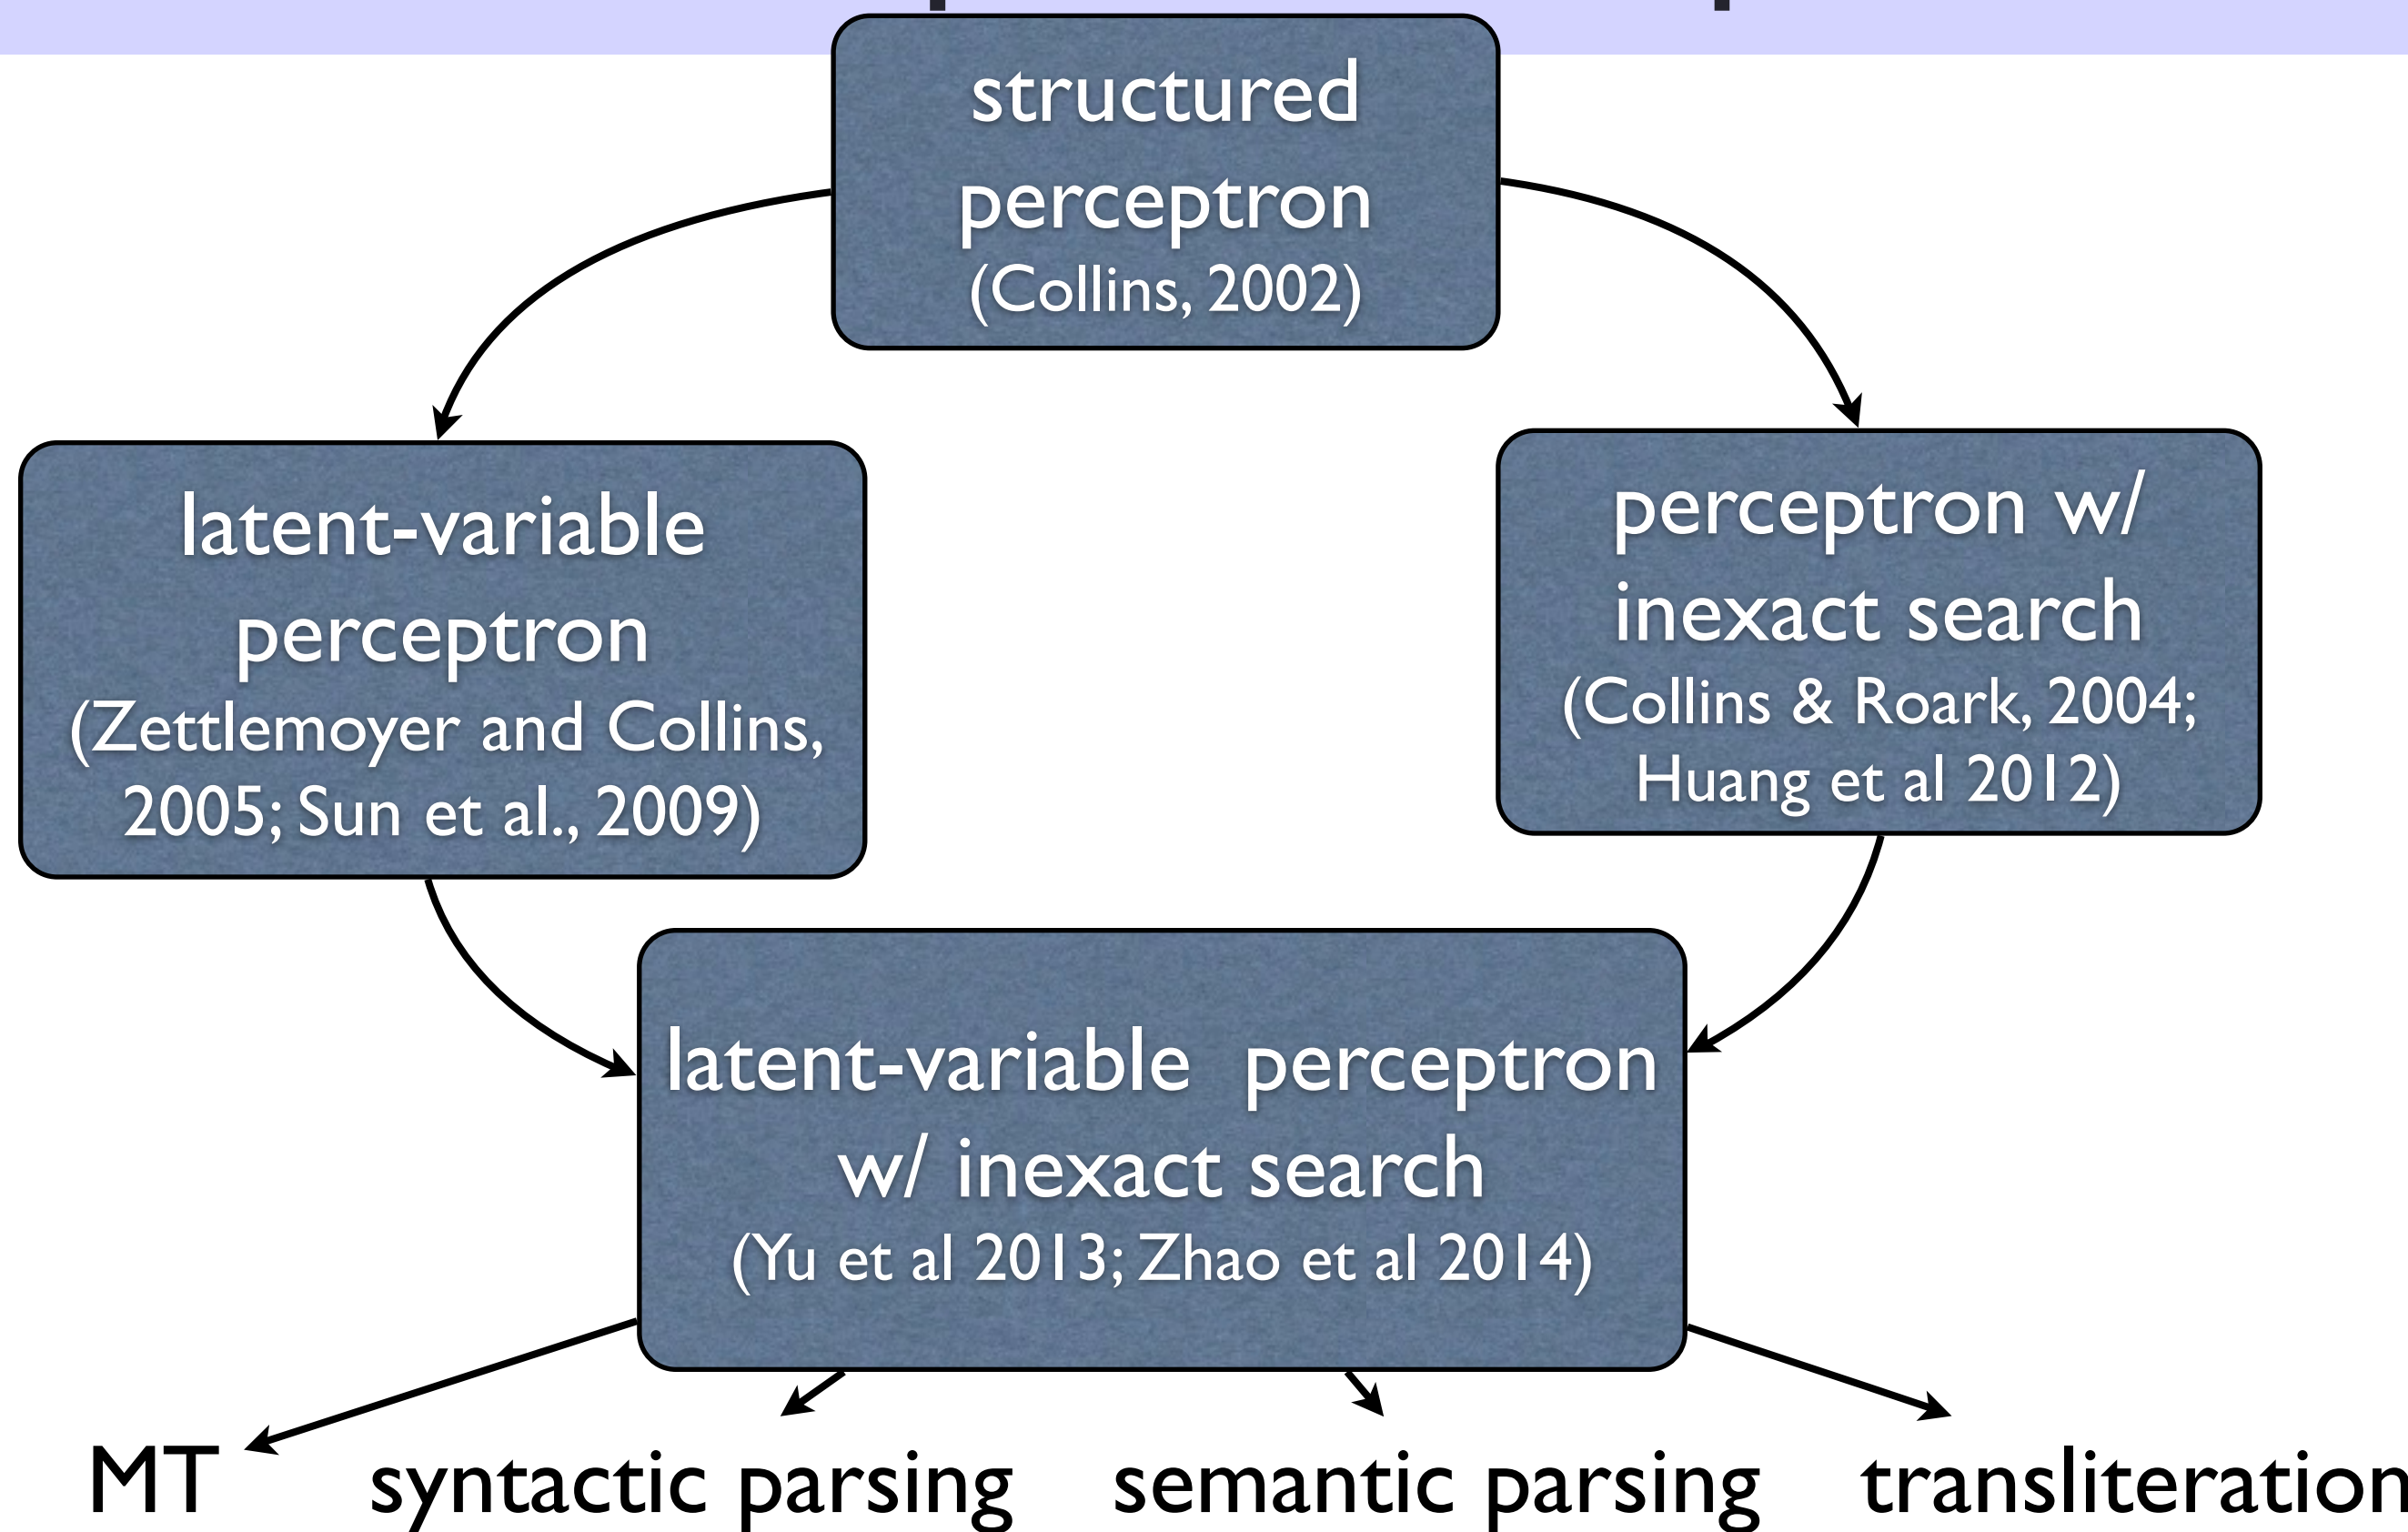 structured
perceptron
(Collins, 2002)
latent-variable
perceptron
(Zettlemoyer and Collins,
2005; Sun et al., 2009)
perceptron w/
inexact search
(Collins & Roark, 2004;
Huang et al 2012)
latent-variable perceptron
w/ inexact search
(Yu et al 2013; Zhao et al 2014)
MT syntactic parsing semantic parsing transliteration